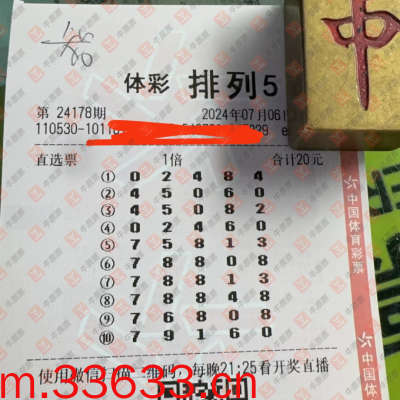 体彩 排列5
第 24178期 2024年07月06日
110530-1011
直选票 1倍 合计20元
① 0 2 4 8 4
② 4 5 0 6 0
③ 4 5 0 8 2
④ 0 2 4 6 0
⑤ 7 5 8 1 3
⑥ 7 8 8 0 8
⑦ 7 8 8 1 3
⑧ 7 8 8 4 8
⑨ 7 6 8 0 8
⑩ 7 9 1 6 0
每晚21:25看开奖直播
m.33633.cn
中
中国体育彩票
中国体育